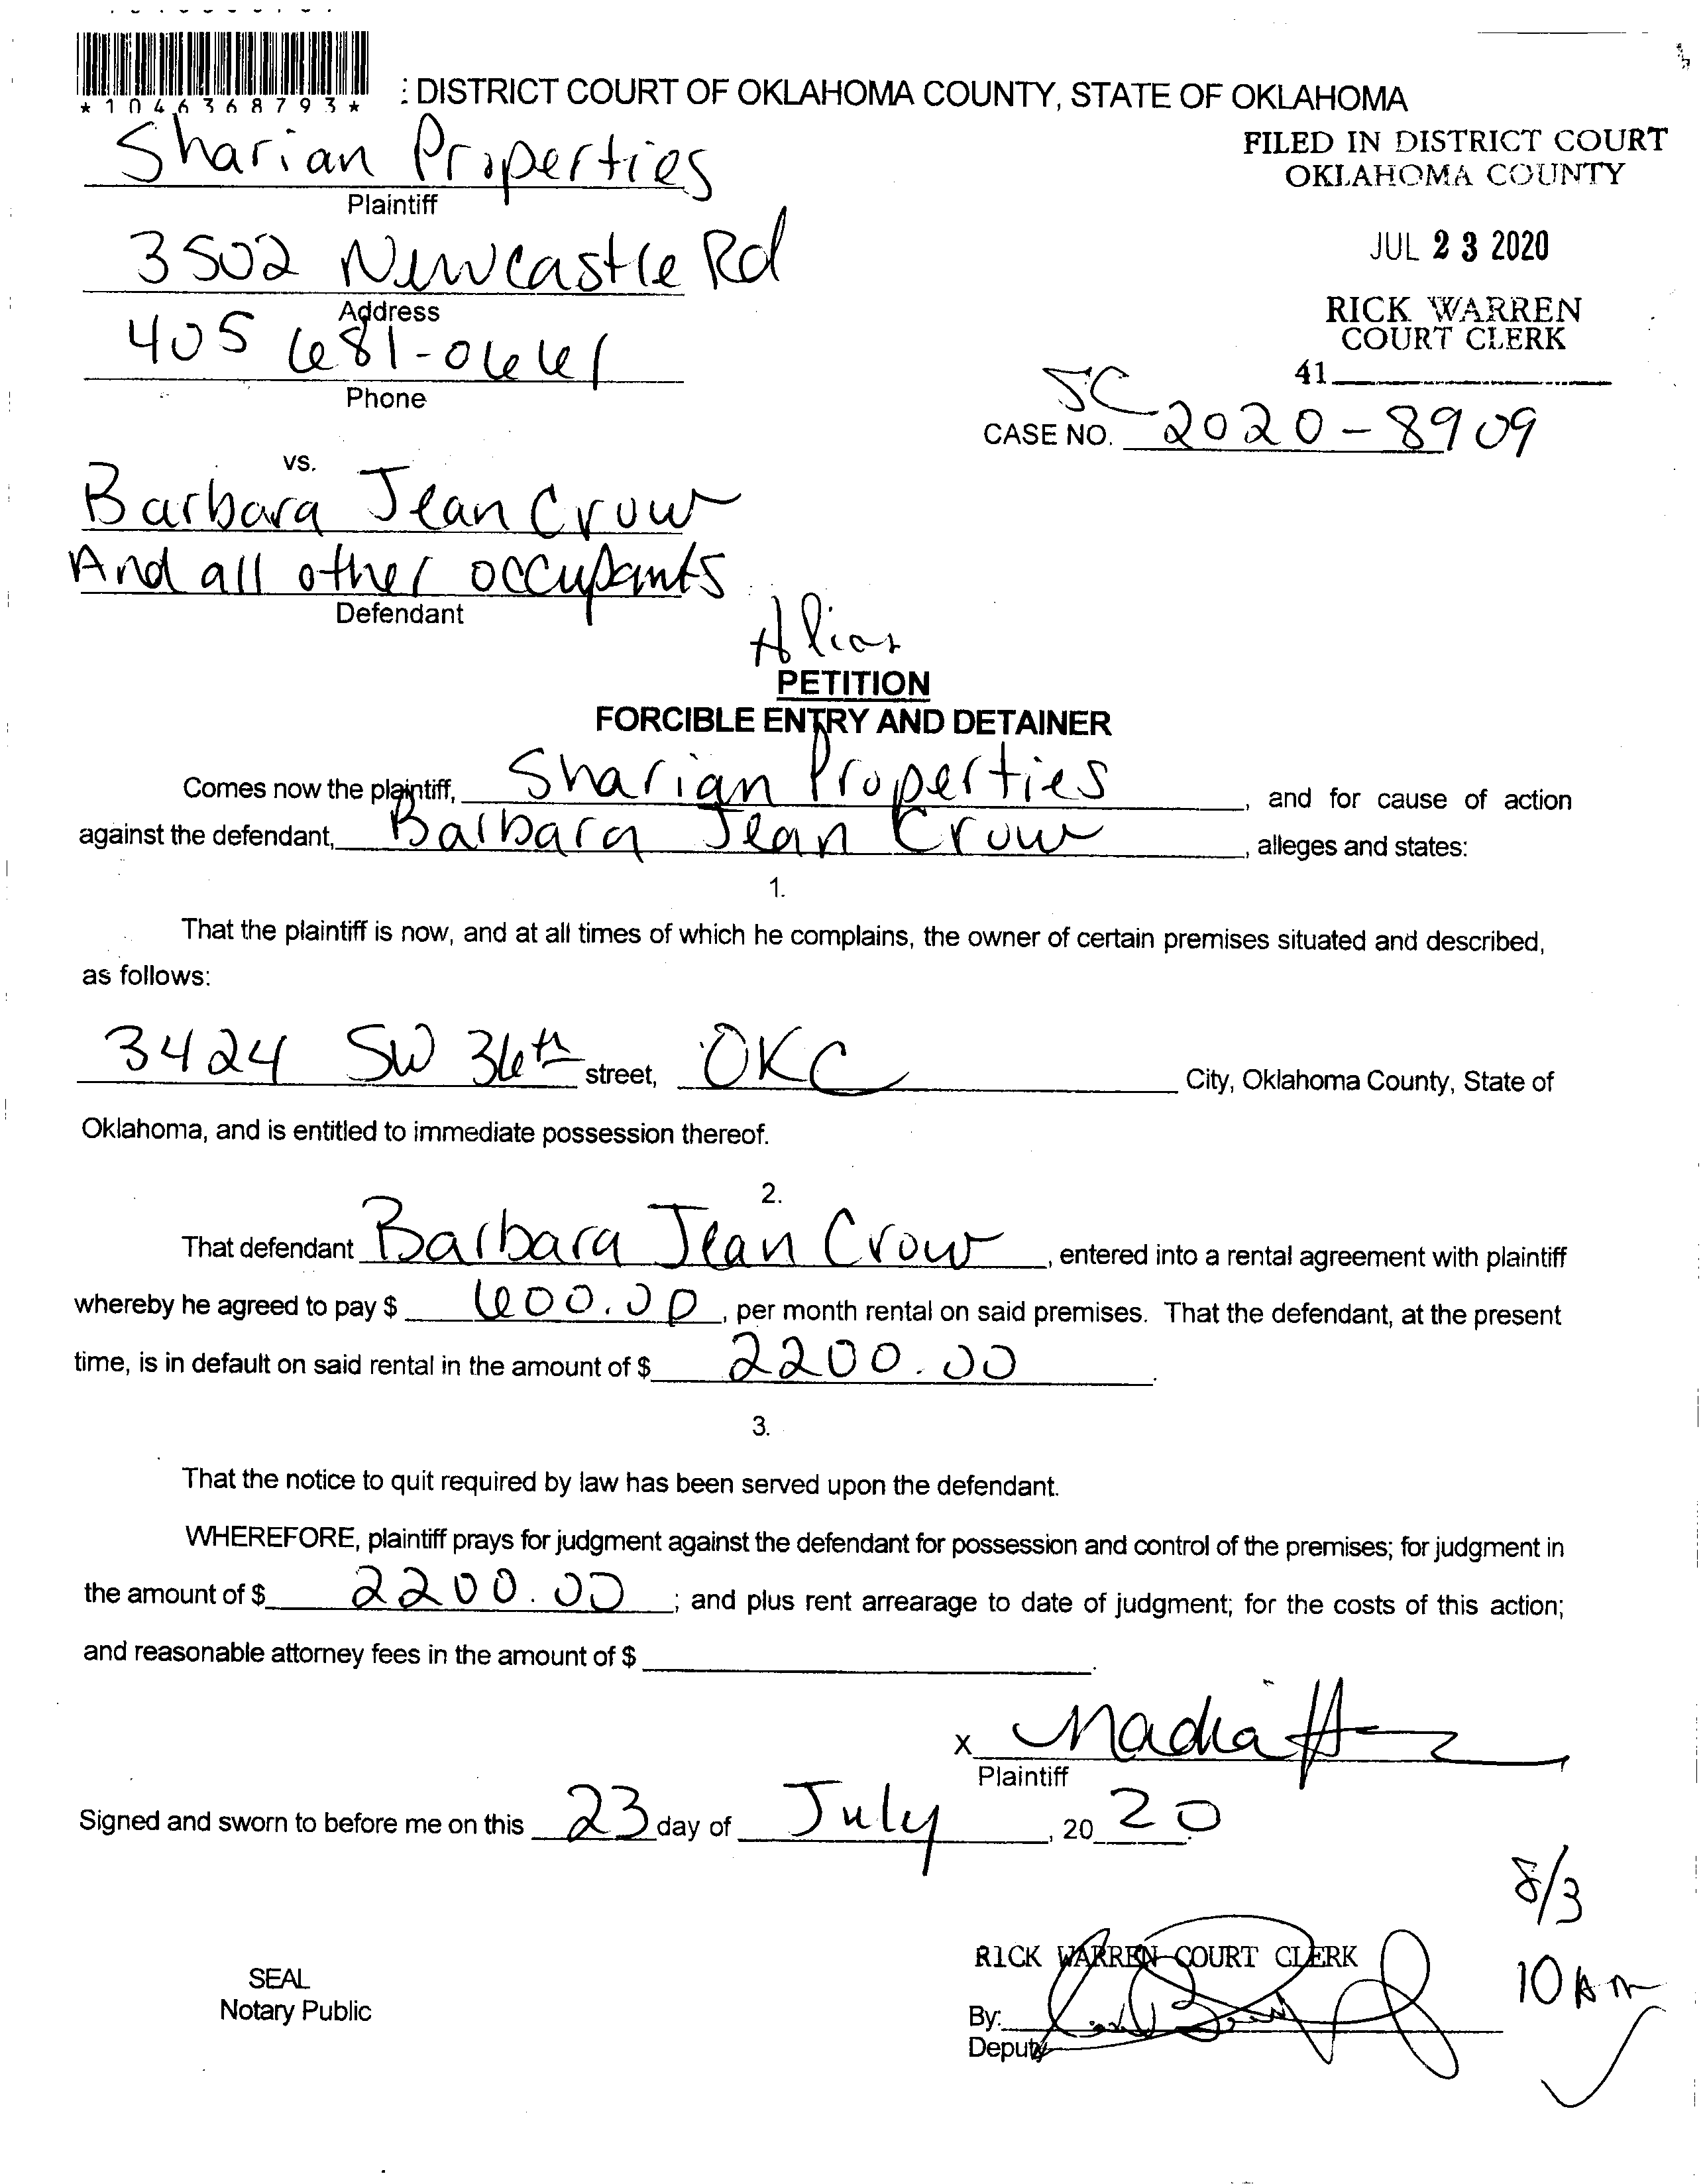 *1046368793*
: DISTRICT COURT OF OKLAHOMA COUNTY, STATE OF OKLAHOMA
Sharian Properties
Plaintiff
3502 Newcastle Rd
Address
405 681-0661
Phone
FILED IN DISTRICT COURT
OKLAHOMA COUNTY
JUL 23 2020
RICK WARREN
COURT CLERK
41
SC
CASE NO. 2020-8909
vs.
Barbara Jean Crow
And all other occupants
Defendant
Alias
PETITION
FORCIBLE ENTRY AND DETAINER
Comes now the plaintiff, Sharian Properties, and for cause of action
against the defendant, Barbara Jean Crow, alleges and states:
1.
That the plaintiff is now, and at all times of which he complains, the owner of certain premises situated and described,
as follows:
3424 SW 36th street, OKC City, Oklahoma County, State of
Oklahoma, and is entitled to immediate possession thereof.
2.
That defendant Barbara Jean Crow, entered into a rental agreement with plaintiff
whereby he agreed to pay $ 600.00, per month rental on said premises. That the defendant, at the present
time, is in default on said rental in the amount of $ 2200.00.
3.
That the notice to quit required by law has been served upon the defendant.
WHEREFORE, plaintiff prays for judgment against the defendant for possession and control of the premises; for judgment in
the amount of $ 2200.00; and plus rent arrearage to date of judgment; for the costs of this action;
and reasonable attorney fees in the amount of $ .
x Nadia
Plaintiff
Signed and sworn to before me on this 23 day of July, 2020
8/3
10 AM
RICK WARREN COURT CLERK
SEAL
Notary Public
By:
Deputy